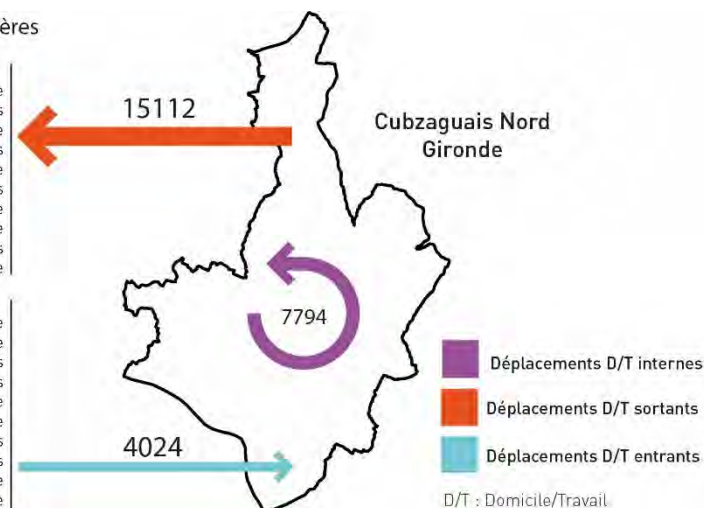 ères
15112
Cubzaguais Nord
Gironde
7794
Déplacements D/T internes
Déplacements D/T sortants
4024
Déplacements D/T entrants
D/T : Domicile/Travail